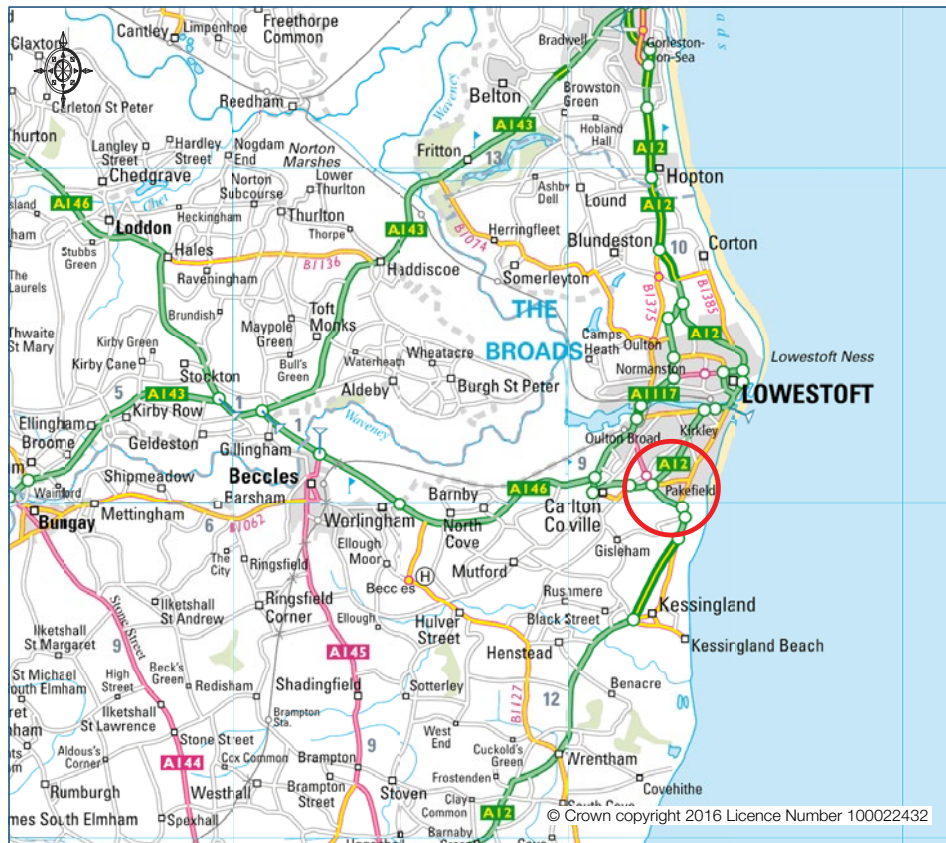 Cantley
Limpenhoe
Freethorpe
Common
Bradwell
Gorleston-
on-Sea
Claxton
Carleton St Peter
Reedham
Waveney
Belton
Browston
Green
Hobland
Hall
A143
A12
Langley
Street
Hardley
Street
Nogdam
End
Norton
Marshes
Fritton
13
Hopton
Chedgrave
Norton
Subcourse
Lower
Thurlton
Ashby
Dell
Lound
A146
Chet
Heckingham
Thurlton
A12
Loddon
Thorpe
A143
B1074
Herringfleet
Blundeston
10
Corton
Stubbs
Green
Hales
B1136
Haddiscoe
Somerleyton
The
Laurels
Raveningham
B1375
B1385
Brundish
Toft
Monks
THE
BROADS
A12
Thwaite
St Mary
Kirby Green
Kirby Cane
Maypole
Green
Waterheath
Wheatacre
Camps
Heath
Oulton
Normanston
Lowestoft Ness
Stockton
Bull's
Green
Aldeby
Burgh St Peter
LOWESTOFT
5
A143
1
A1117
Ellingham
Kirby Row
Waveney
Broome
Geldeston
Gillingham
1
Oulton Broad
Kirkley
Shipmeadow
Beccles
9
A12
Wainford
Barsham
Barnby
A146
Pakefield
Bungay
Mettingham
6
B1062
Worlingham
North
Cove
Carlton
Colville
The
City
Ringsfield
Ellough
Moor
Mutford
Gisleham
Beccles
H
Stone Street
Ilketshall
St Andrew
Ringsfield
Corner
Rushmere
Kessingland
Ilketshall
St Margaret
9
Ellough
Hulver
Street
Black Street
A145
Henstead
Kessingland Beach
St Michael
South Elmham
High
Street
Beck's
Green
Redisham
Shadingfield
Sotterley
B1127
12
Benacre
Ilketshall
St Lawrence
Brampton
Sta.
Stone Street
9
West
End
Aldous's
Corner
A144
Cox Common
Brampton
Cuckold's
Green
Wrentham
Frostenden
Covehithe
Rumburgh
Westhall
Brampton
Street
Stoven
Clay
Common
South Cove
A12
Spexhall
Barnaby
© Crown copyright 2016 Licence Number 100022432